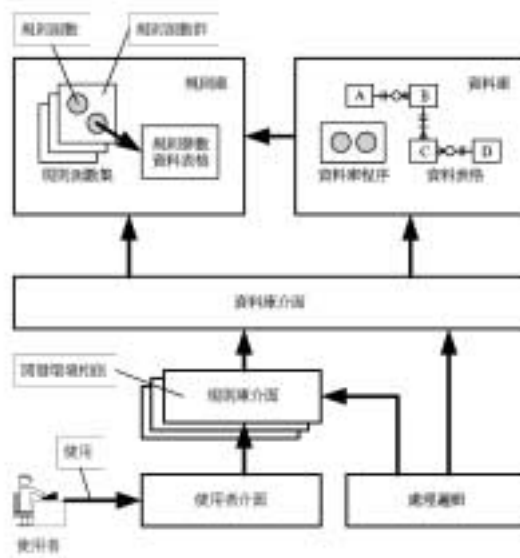 規則函數
規則函數群
規則庫
規則參數
資料表格
規則函數集
資料庫
A
B
C
D
資料庫程序
資料表格
資料庫介面
規則庫介面
使用
使用者介面
處理邏輯
使用者